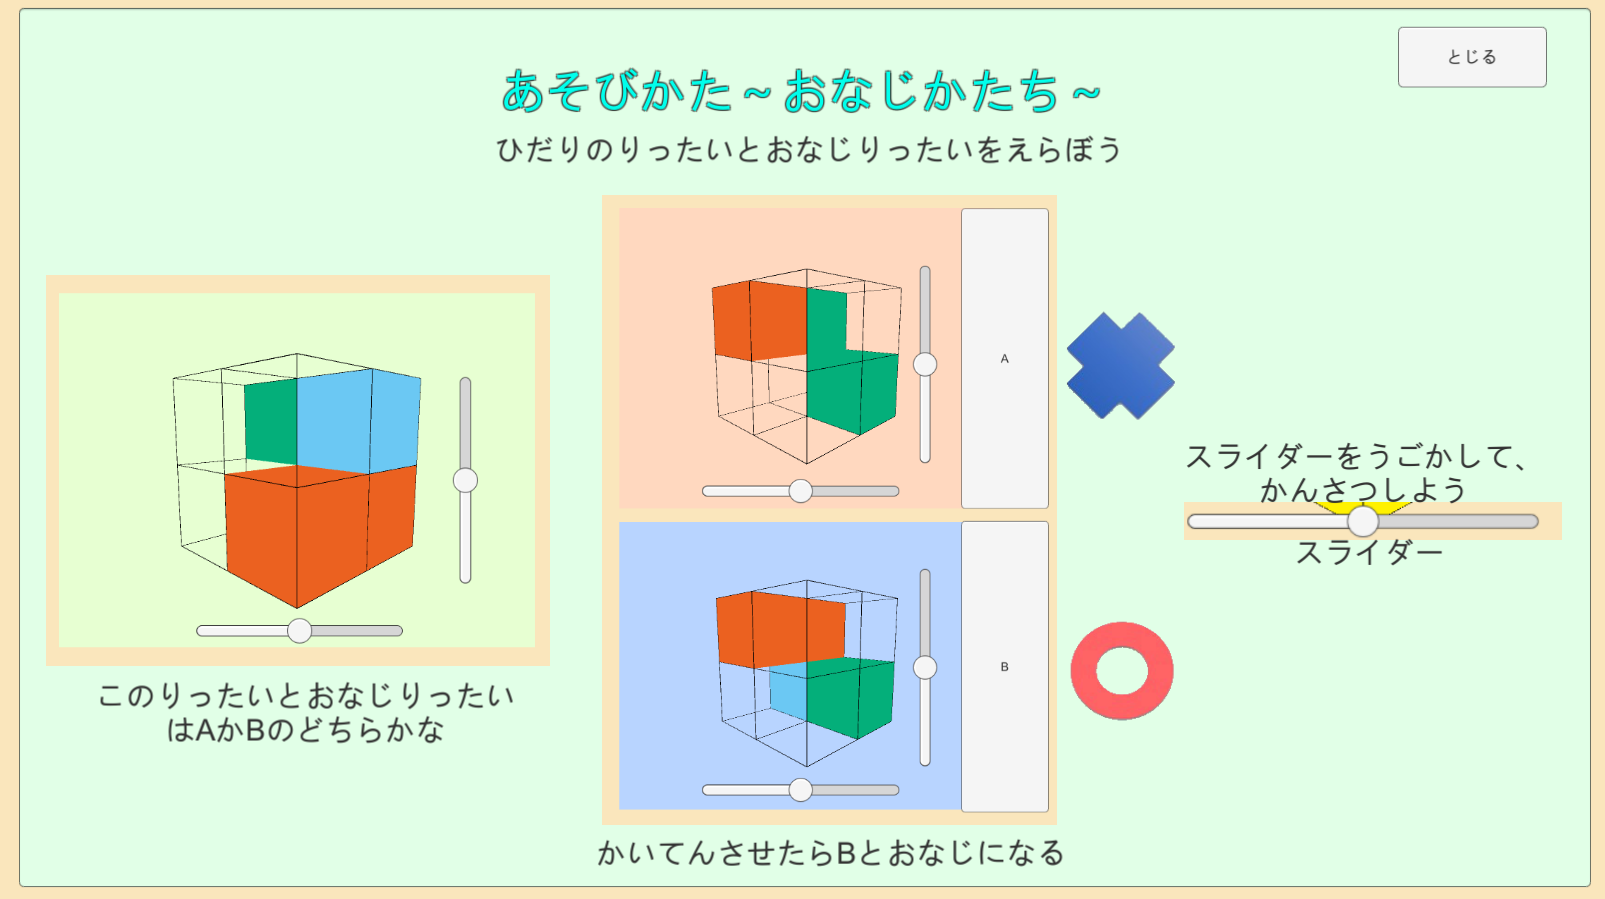 とじる
あそびかた～おなじかたち～
ひだりのりったいとおなじりったいをえらぼう
A
スライダーをうごかして、
かんさつしよう
スライダー
B
このりったいとおなじりったい
はAかBのどちらかな
かいてんさせたらBとおなじになる